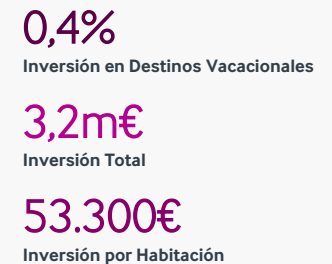 0,4%
Inversión en Destinos Vacacionales
3,2m€
Inversión Total
53.300€
Inversión por Habitación